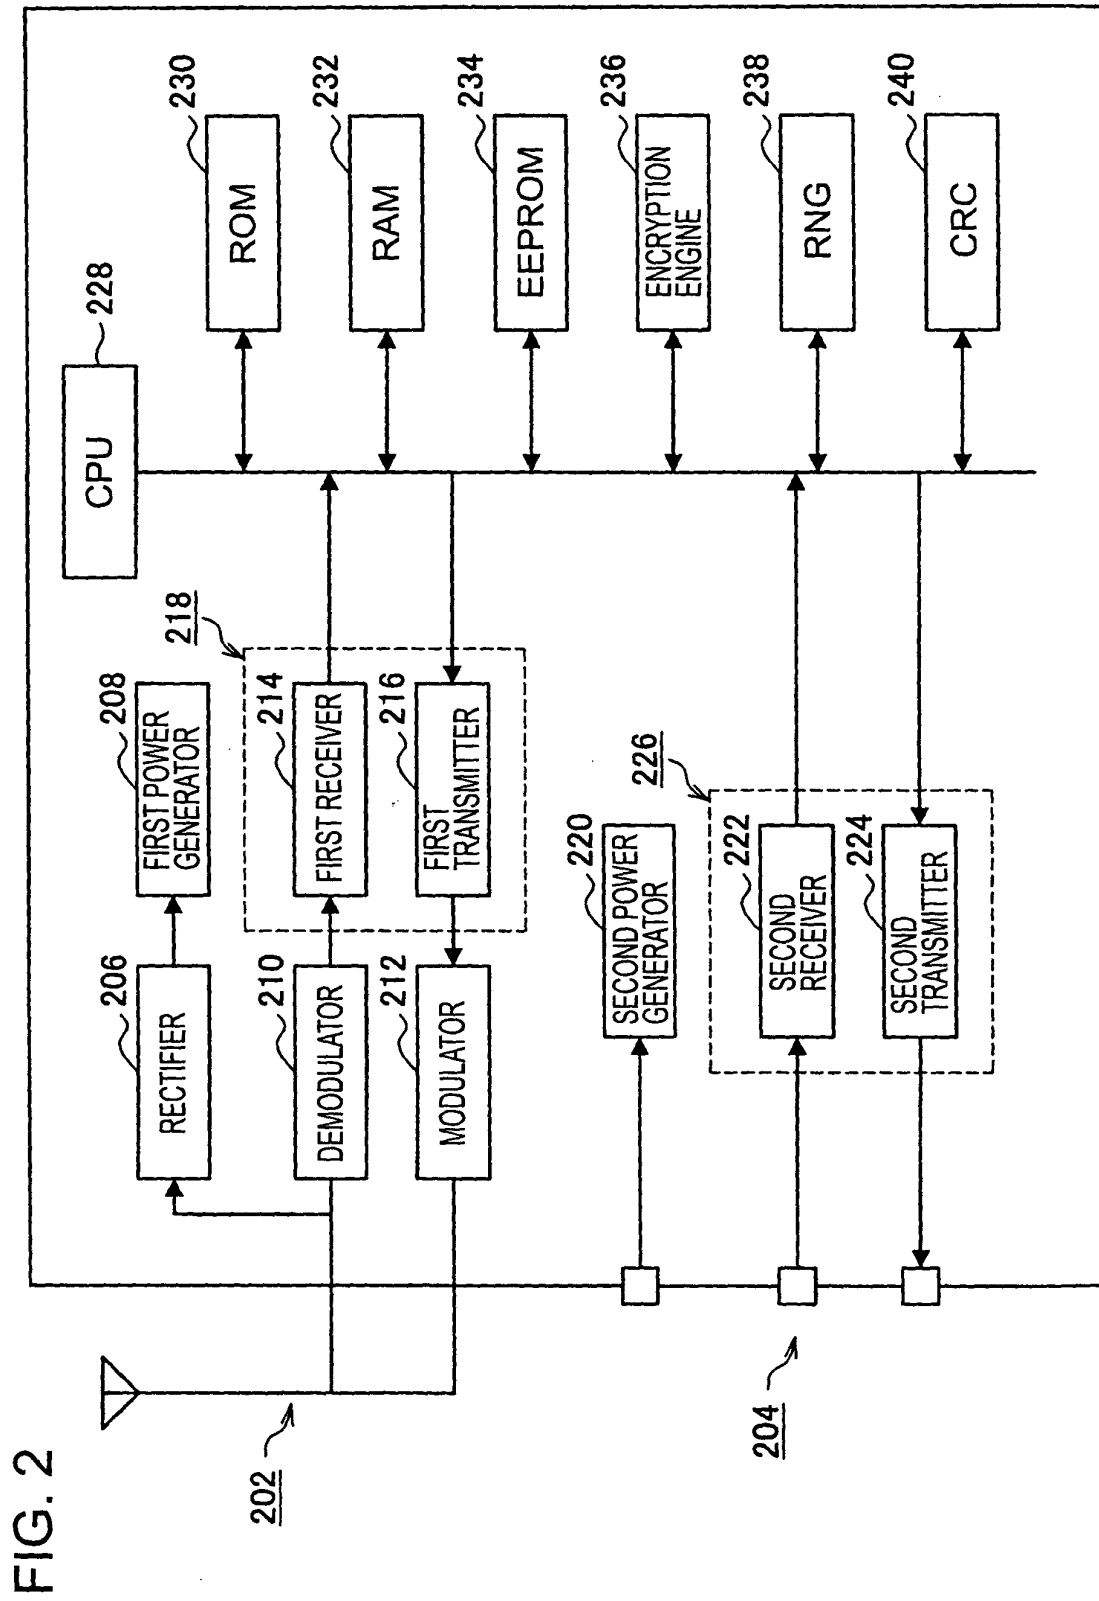 FIG. 2
202
204
RECTIFIER
206
FIRST POWER
GENERATOR
208
DEMODULATOR
210
MODULATOR
212
FIRST RECEIVER
214
FIRST
TRANSMITTER
216
218
SECOND POWER
GENERATOR
220
SECOND
RECEIVER
222
SECOND
TRANSMITTER
224
226
CPU
228
ROM
230
RAM
232
EEPROM
234
ENCRYPTION
ENGINE
236
RNG
238
CRC
240